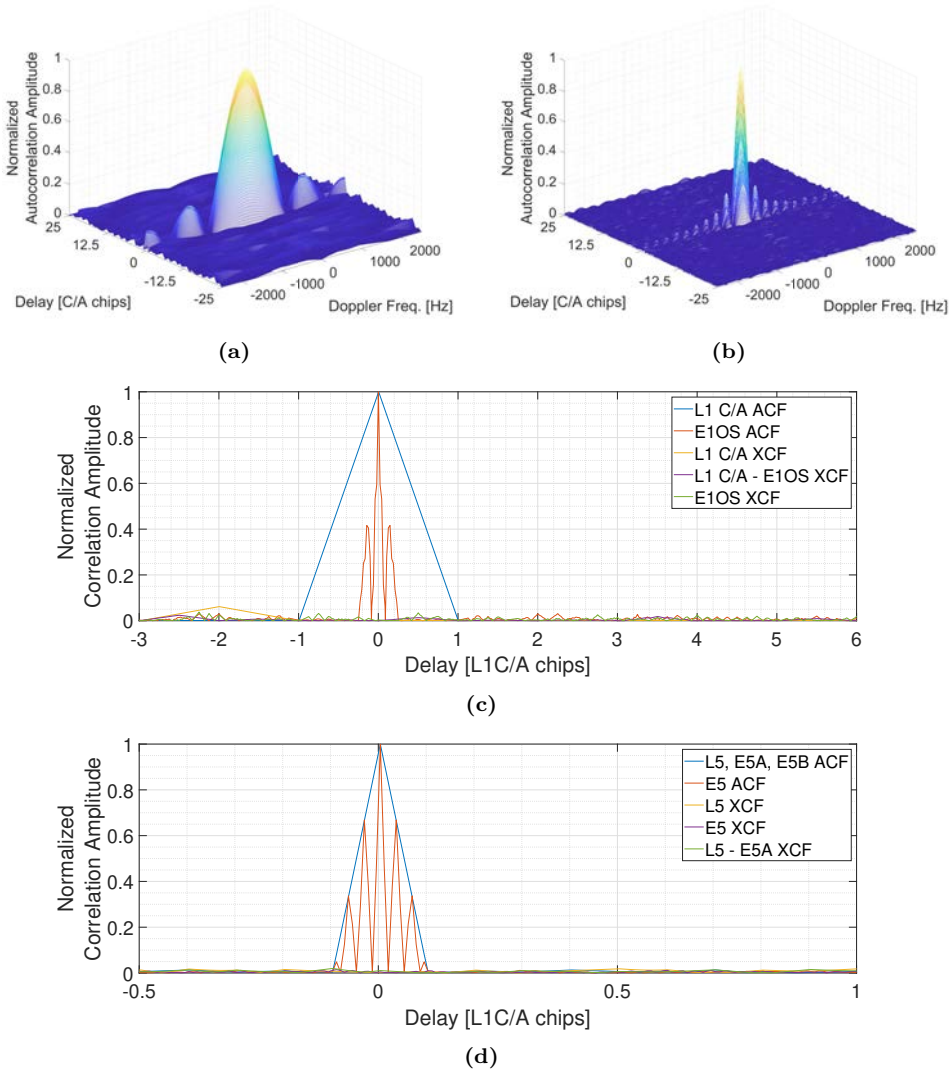 Normalized
Autocorrelation Amplitude
1
0.8
0.6
0.4
0.2
0
25
12.5
0
-12.5
-25
Delay [C/A chips]
-2000
-1000
0
1000
2000
Doppler Freq. [Hz]
(a)
Normalized
Autocorrelation Amplitude
1
0.8
0.6
0.4
0.2
0
25
12.5
0
-12.5
-25
Delay [C/A chips]
-2000
-1000
0
1000
2000
Doppler Freq. [Hz]
(b)
Normalized
Correlation Amplitude
1
0.8
0.6
0.4
0.2
0
-3 -2 -1 0 1 2 3 4 5 6
Delay [L1C/A chips]
L1 C/A ACF
E1OS ACF
L1 C/A XCF
L1 C/A - E1OS XCF
E1OS XCF
(c)
Normalized
Correlation Amplitude
1
0.8
0.6
0.4
0.2
0
-0.5 0 0.5 1
Delay [L1C/A chips]
L5, E5A, E5B ACF
E5 ACF
L5 XCF
E5 XCF
L5 - E5A XCF
(d)